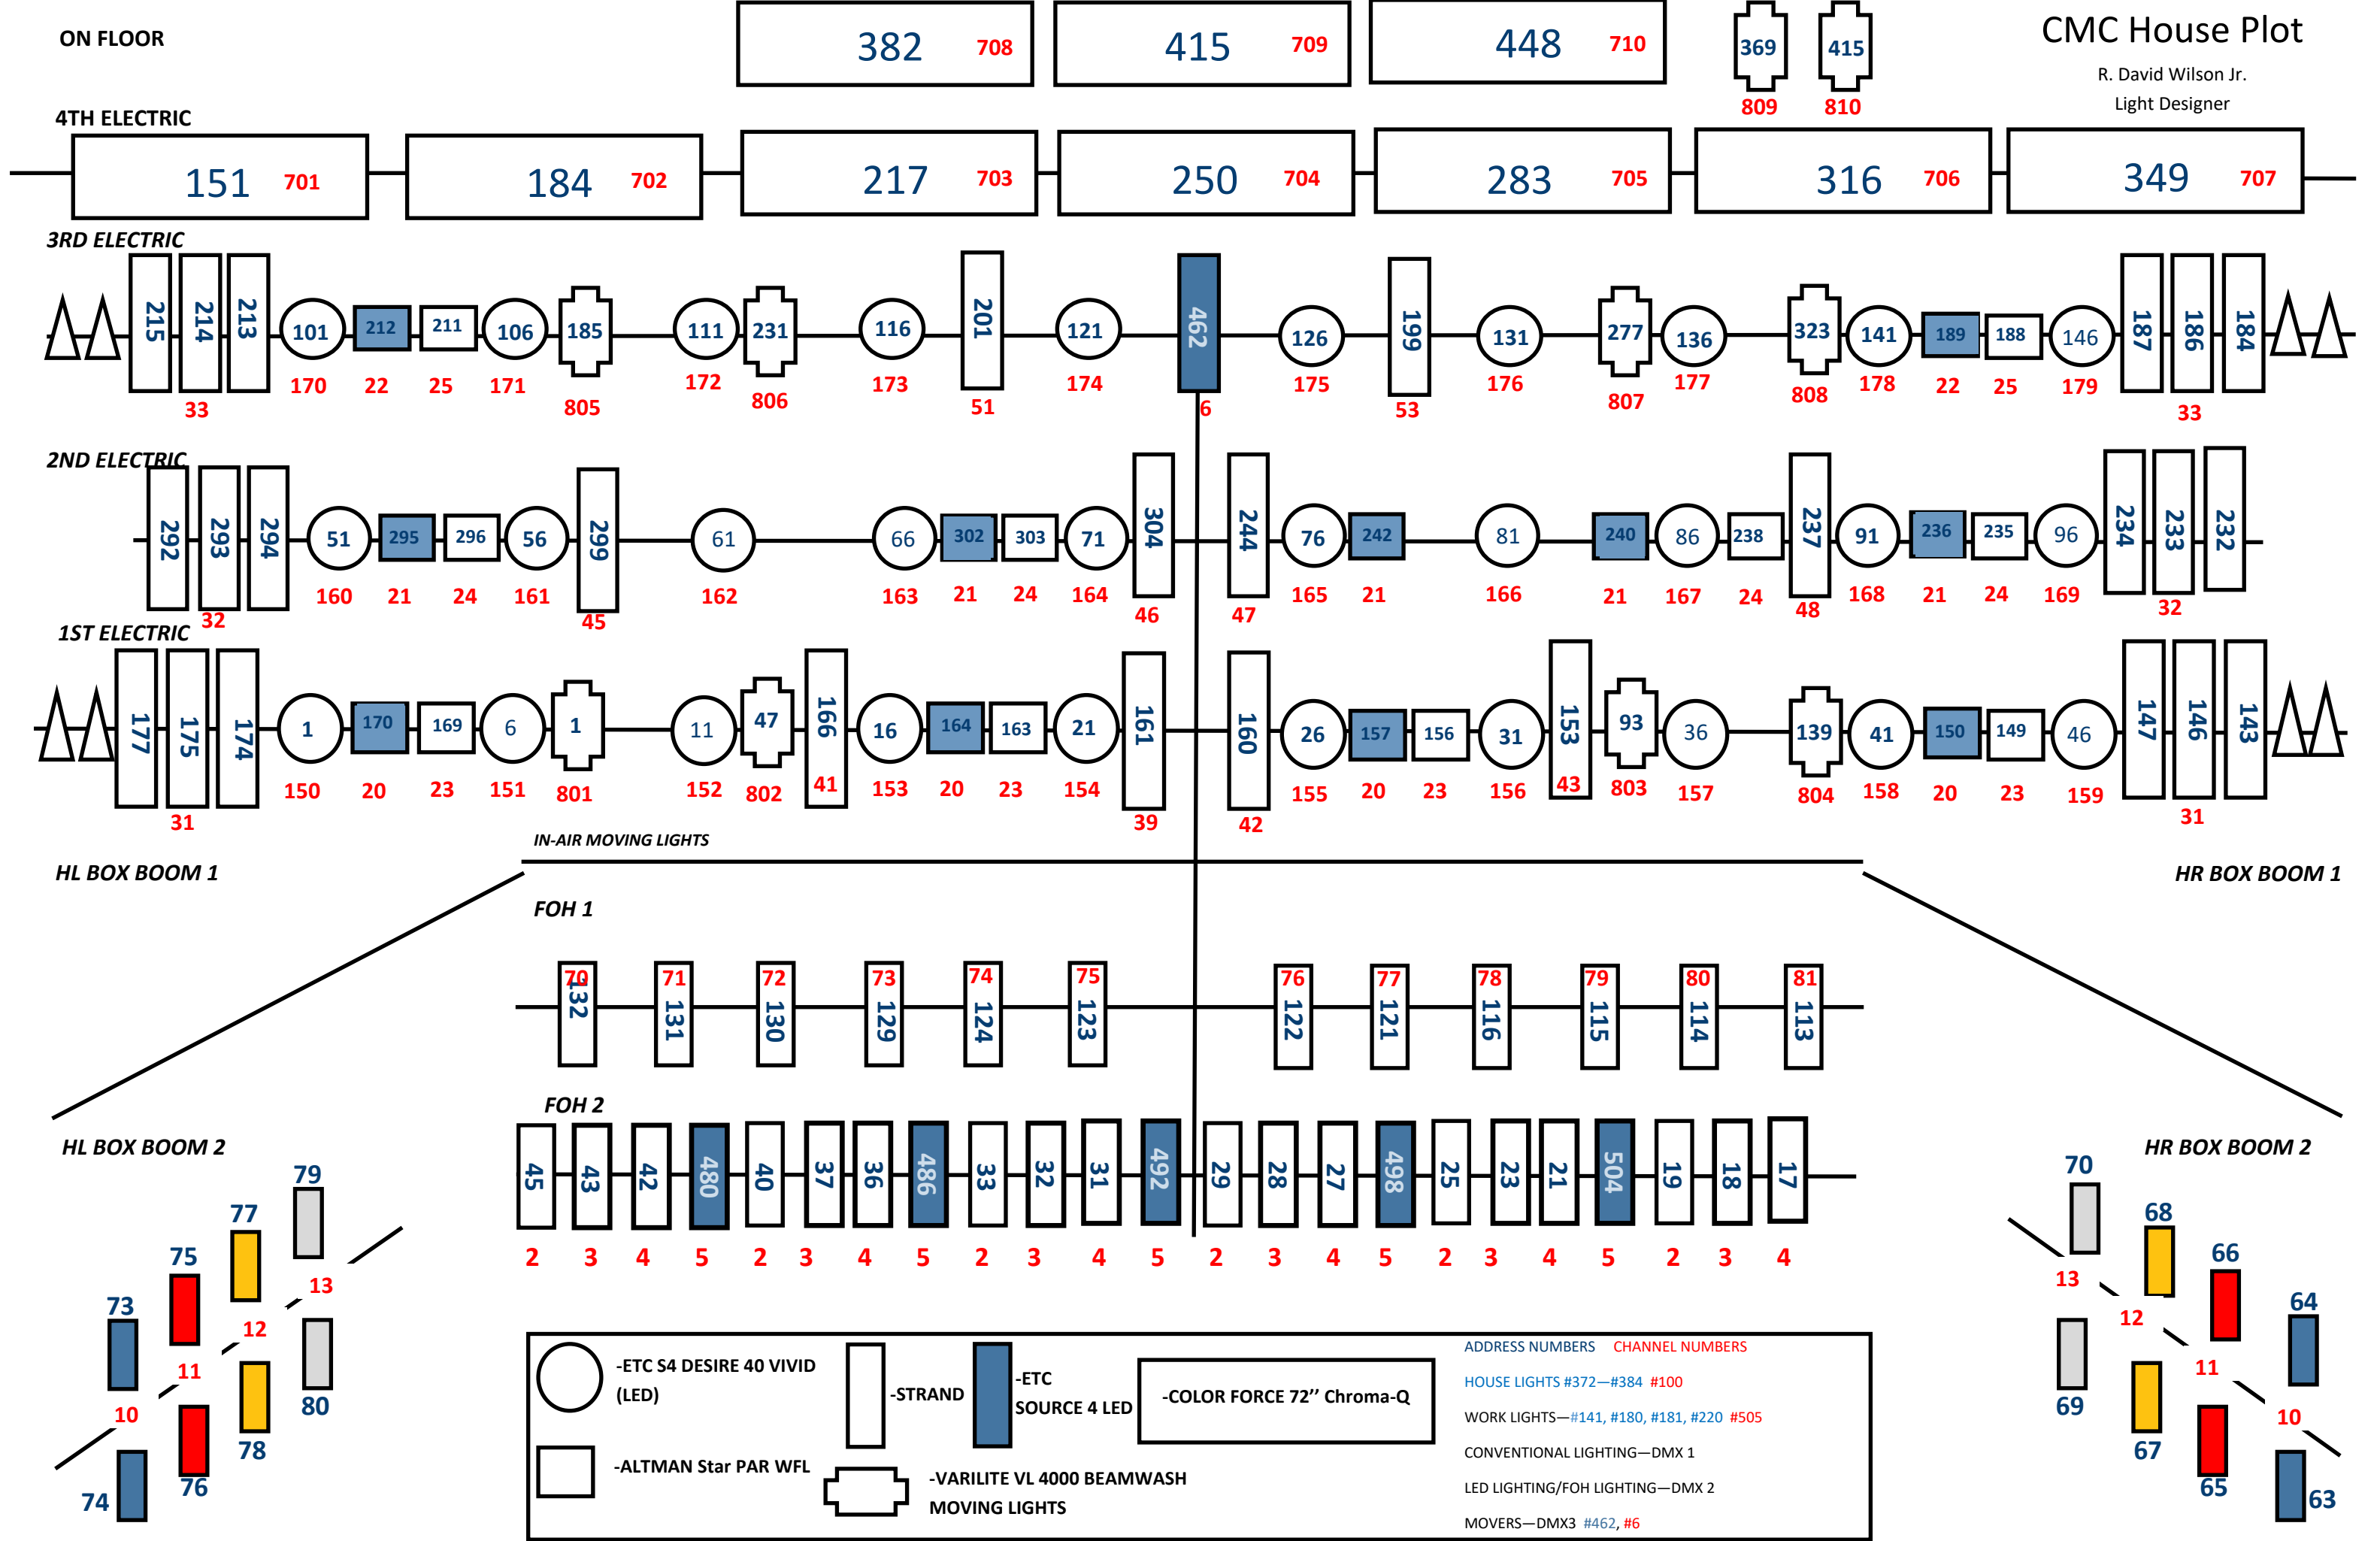 ON FLOOR
382 708 415 709 448 710 369 415
809 810
CMC House Plot
R. David Wilson Jr.
Light Designer
4TH ELECTRIC
151 701 184 702 217 703 250 704 283 705 316 706 349 707
3RD ELECTRIC
215 214 213 101 212 211 106 185 111 231 116 201 121 462 126 199 131 277 136 323 141 189 188 146 187 186 184
33 170 22 25 171 805 172 806 173 51 174 6 175 53 176 807 177 808 178 22 25 179 33
2ND ELECTRIC
292 293 294 51 295 296 56 299 61 66 302 303 71 304 244 76 242 81 240 86 238 237 91 236 235 96 234 233 232
32 160 21 24 161 45 162 163 21 24 164 46 47 165 21 166 21 167 24 48 168 21 24 169 32
1ST ELECTRIC
177 175 174 1 170 169 6 1 11 47 166 16 164 163 21 161 160 26 157 156 31 153 93 36 139 41 150 149 46 147 146 143
31 150 20 23 151 801 152 802 41 153 20 23 154 39 42 155 20 23 156 43 803 157 804 158 20 23 159 31
IN-AIR MOVING LIGHTS
HL BOX BOOM 1
HR BOX BOOM 1
FOH 1
70 71 72 73 74 75 76 77 78 79 80 81
132 131 130 129 124 123 122 121 116 115 114 113
FOH 2
45 43 42 480 40 37 36 486 33 32 31 492 29 28 27 498 25 23 21 504 19 18 17
2 3 4 5 2 3 4 5 2 3 4 5 2 3 4 5 2 3 4 5 2 3 4
HL BOX BOOM 2
79
77
75
73
13
12
11
10
80
78
76
74
HR BOX BOOM 2
70
68
66
64
13
12
11
10
69
67
65
63
-ETC S4 DESIRE 40 VIVID
(LED)
-STRAND
-ETC
SOURCE 4 LED
-COLOR FORCE 72’’ Chroma-Q
-ALTMAN Star PAR WFL
-VARILITE VL 4000 BEAMWASH
MOVING LIGHTS
ADDRESS NUMBERS CHANNEL NUMBERS
HOUSE LIGHTS #372—#384 #100
WORK LIGHTS—#141, #180, #181, #220 #505
CONVENTIONAL LIGHTING—DMX 1
LED LIGHTING/FOH LIGHTING—DMX 2
MOVERS—DMX3 #462, #6